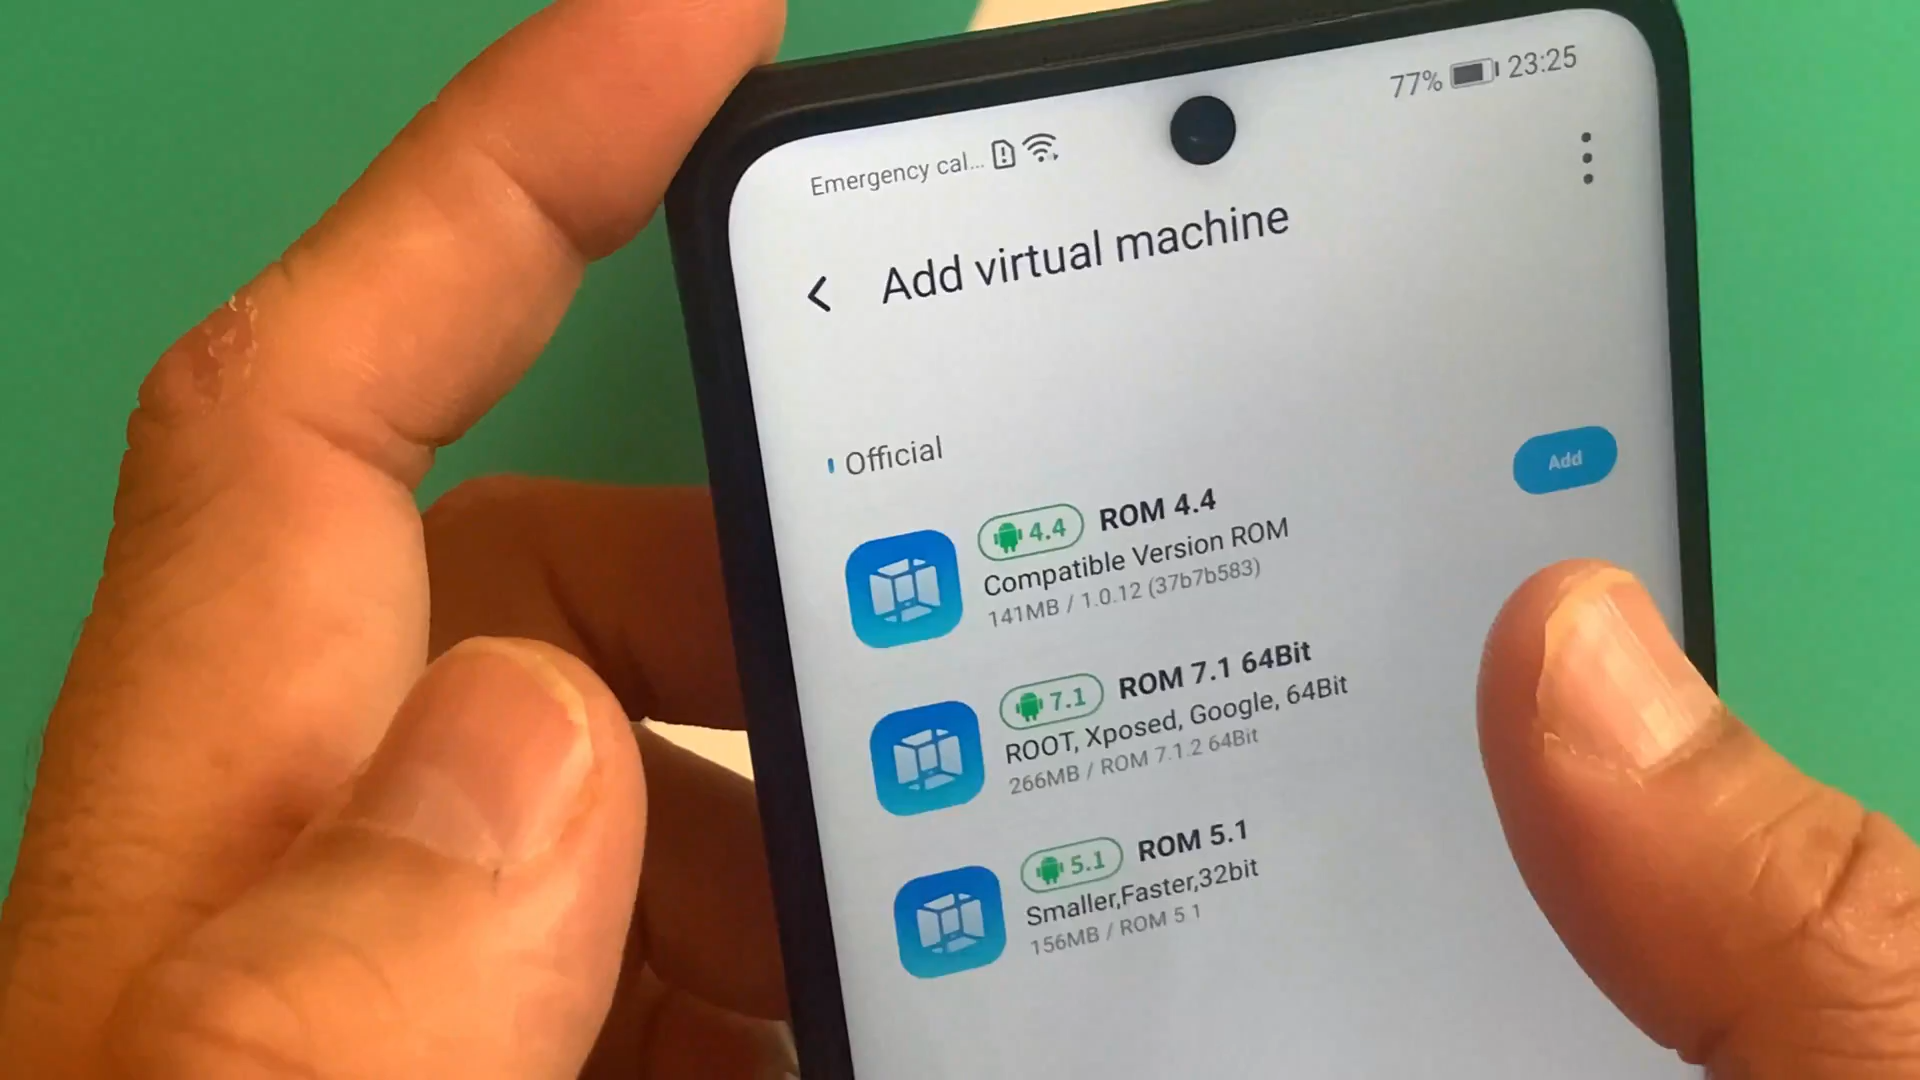 Emergency cal...
77% 23:25
Add virtual machine
Official
Add
4.4 ROM 4.4
Compatible Version ROM
141MB / 1.0.12 (37b7b583)
7.1 ROM 7.1 64Bit
ROOT, Xposed, Google, 64Bit
266MB / ROM 7.1.2 64Bit
5.1 ROM 5.1
Smaller,Faster,32bit
156MB / ROM 5 1